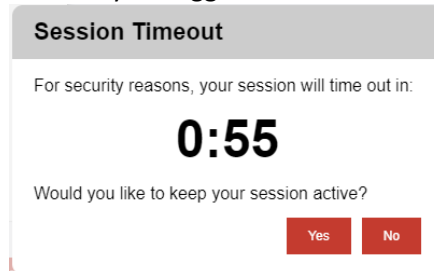 Session Timeout
For security reasons, your session will time out in:
0:55
Would you like to keep your session active?
Yes No